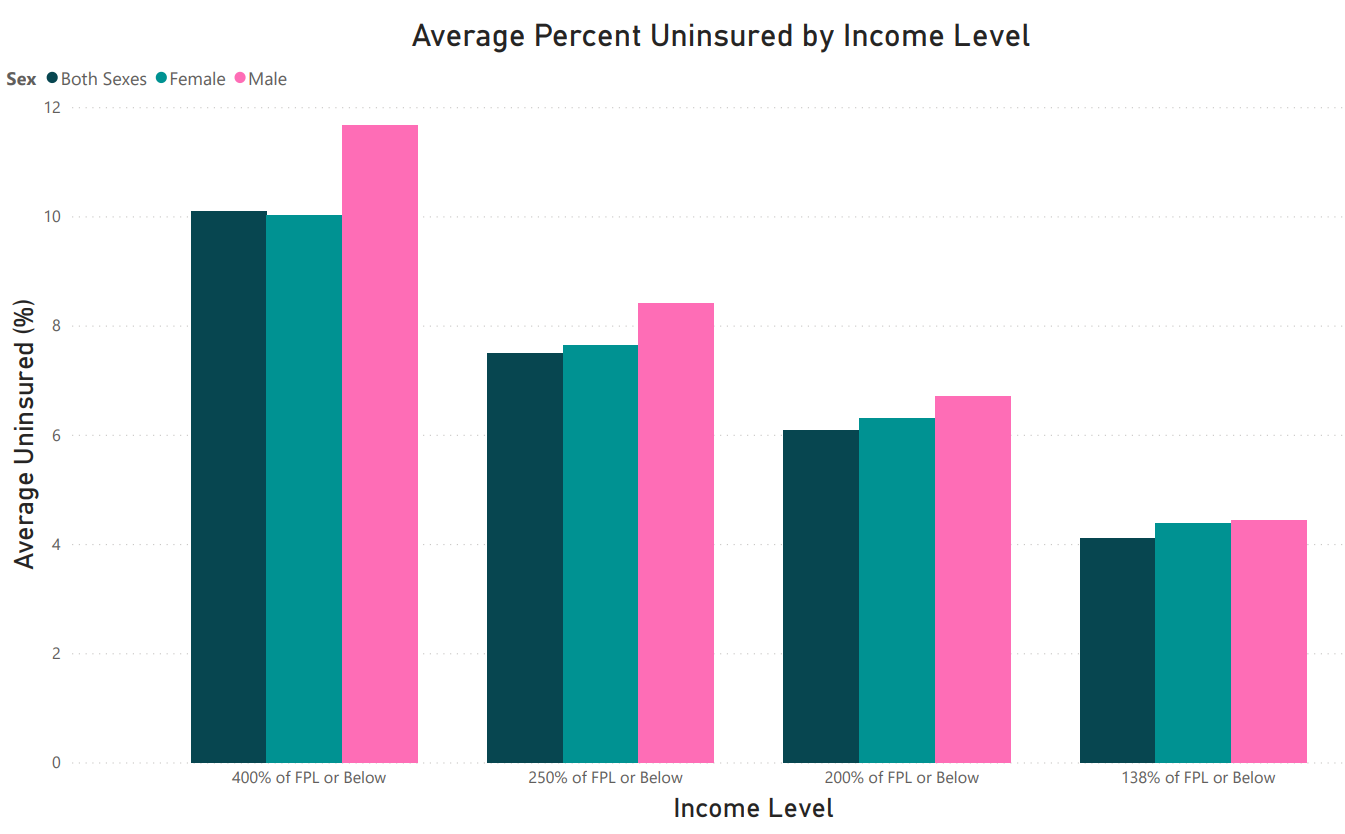 Average Percent Uninsured by Income Level
Sex Both Sexes Female Male
12
10
8
6
4
2
0
Average Uninsured (%)
400% of FPL or Below 250% of FPL or Below 200% of FPL or Below 138% of FPL or Below
Income Level